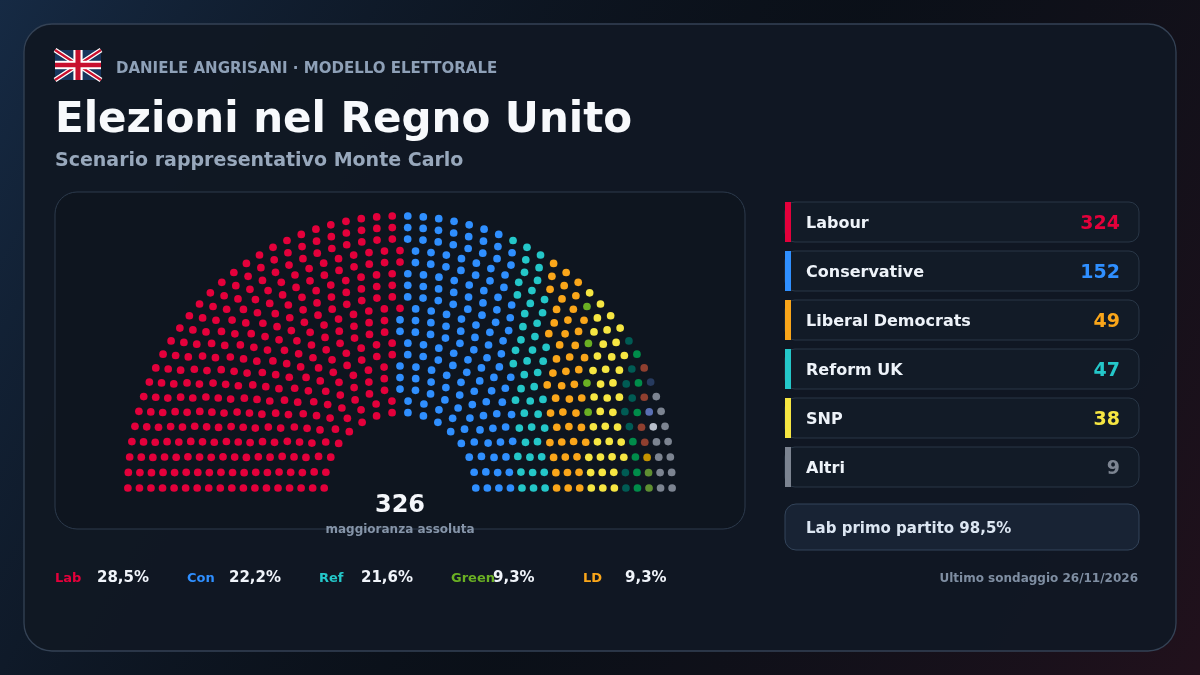 DANIELE ANGRISANI · MODELLO ELETTORALE
Elezioni nel Regno Unito
Scenario rappresentativo Monte Carlo
326
maggioranza assoluta
Labour 324
Conservative 152
Liberal Democrats 49
Reform UK 47
SNP 38
Altri 9
Lab primo partito 98,5%
Lab 28,5% Con 22,2% Ref 21,6% Green 9,3% LD 9,3%
Ultimo sondaggio 26/11/2026